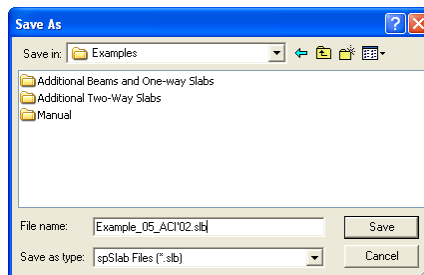 Save As
Save in: Examples
Additional Beams and One-way Slabs
Additional Two-Way Slabs
Manual
File name: Example_05_ACI'02.slb Save
Save as type: spSlab Files (*.slb) Cancel